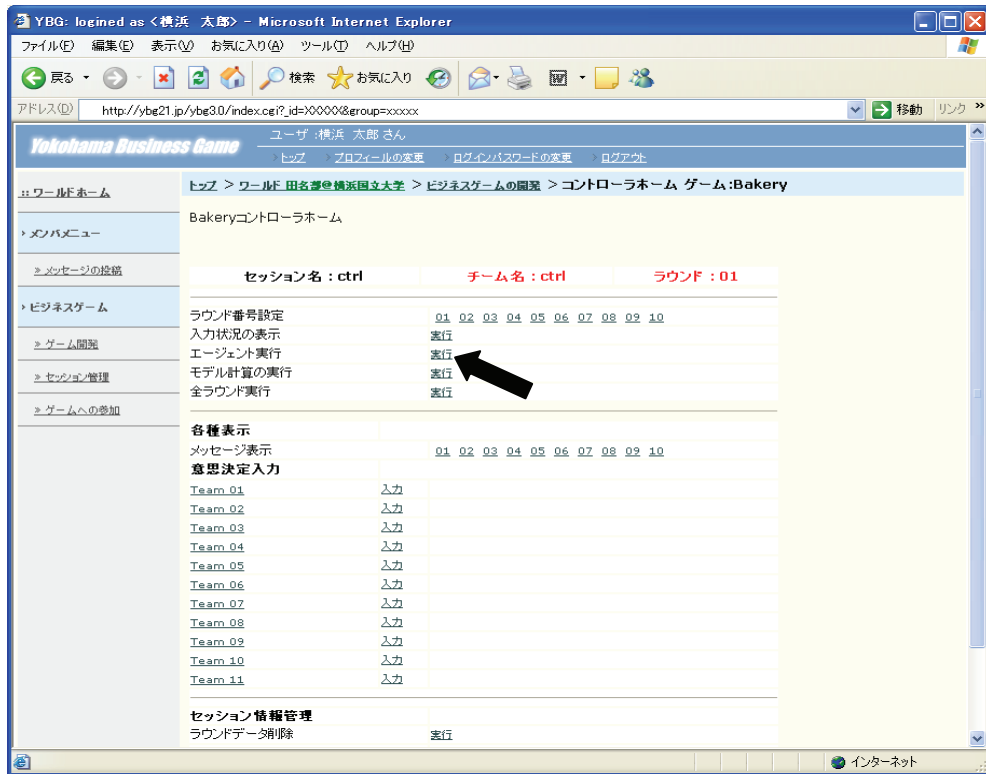 YBG: logined as <横浜　太郎> - Microsoft Internet Explorer
ファイル(F) 編集(E) 表示(V) お気に入り(A) ツール(T) ヘルプ(H)
戻る 検索 お気に入り
アドレス(D) http://ybg21.jp/ybg3.0/index.cgi?_id=XXXXX&group=xxxxx 移動 リンク »
Yokohama Business Game
ユーザ :横浜 太郎 さん
› トップ › プロフィールの変更 › ログインパスワードの変更 › ログアウト
:: ワールドホーム
› メンバメニュー
» メッセージの投稿
› ビジネスゲーム
» ゲーム開発
» セッション管理
» ゲームへの参加
トップ > ワールド 田名部@横浜国立大学 > ビジネスゲームの開発 > コントローラホーム ゲーム:Bakery
Bakeryコントローラホーム
セッション名：ctrl チーム名：ctrl ラウンド：01
ラウンド番号設定 01 02 03 04 05 06 07 08 09 10
入力状況の表示 実行
エージェント実行 実行
モデル計算の実行 実行
全ラウンド実行 実行
各種表示
メッセージ表示 01 02 03 04 05 06 07 08 09 10
意思決定入力
Team 01 入力
Team 02 入力
Team 03 入力
Team 04 入力
Team 05 入力
Team 06 入力
Team 07 入力
Team 08 入力
Team 09 入力
Team 10 入力
Team 11 入力
セッション情報管理
ラウンドデータ削除 実行
インターネット